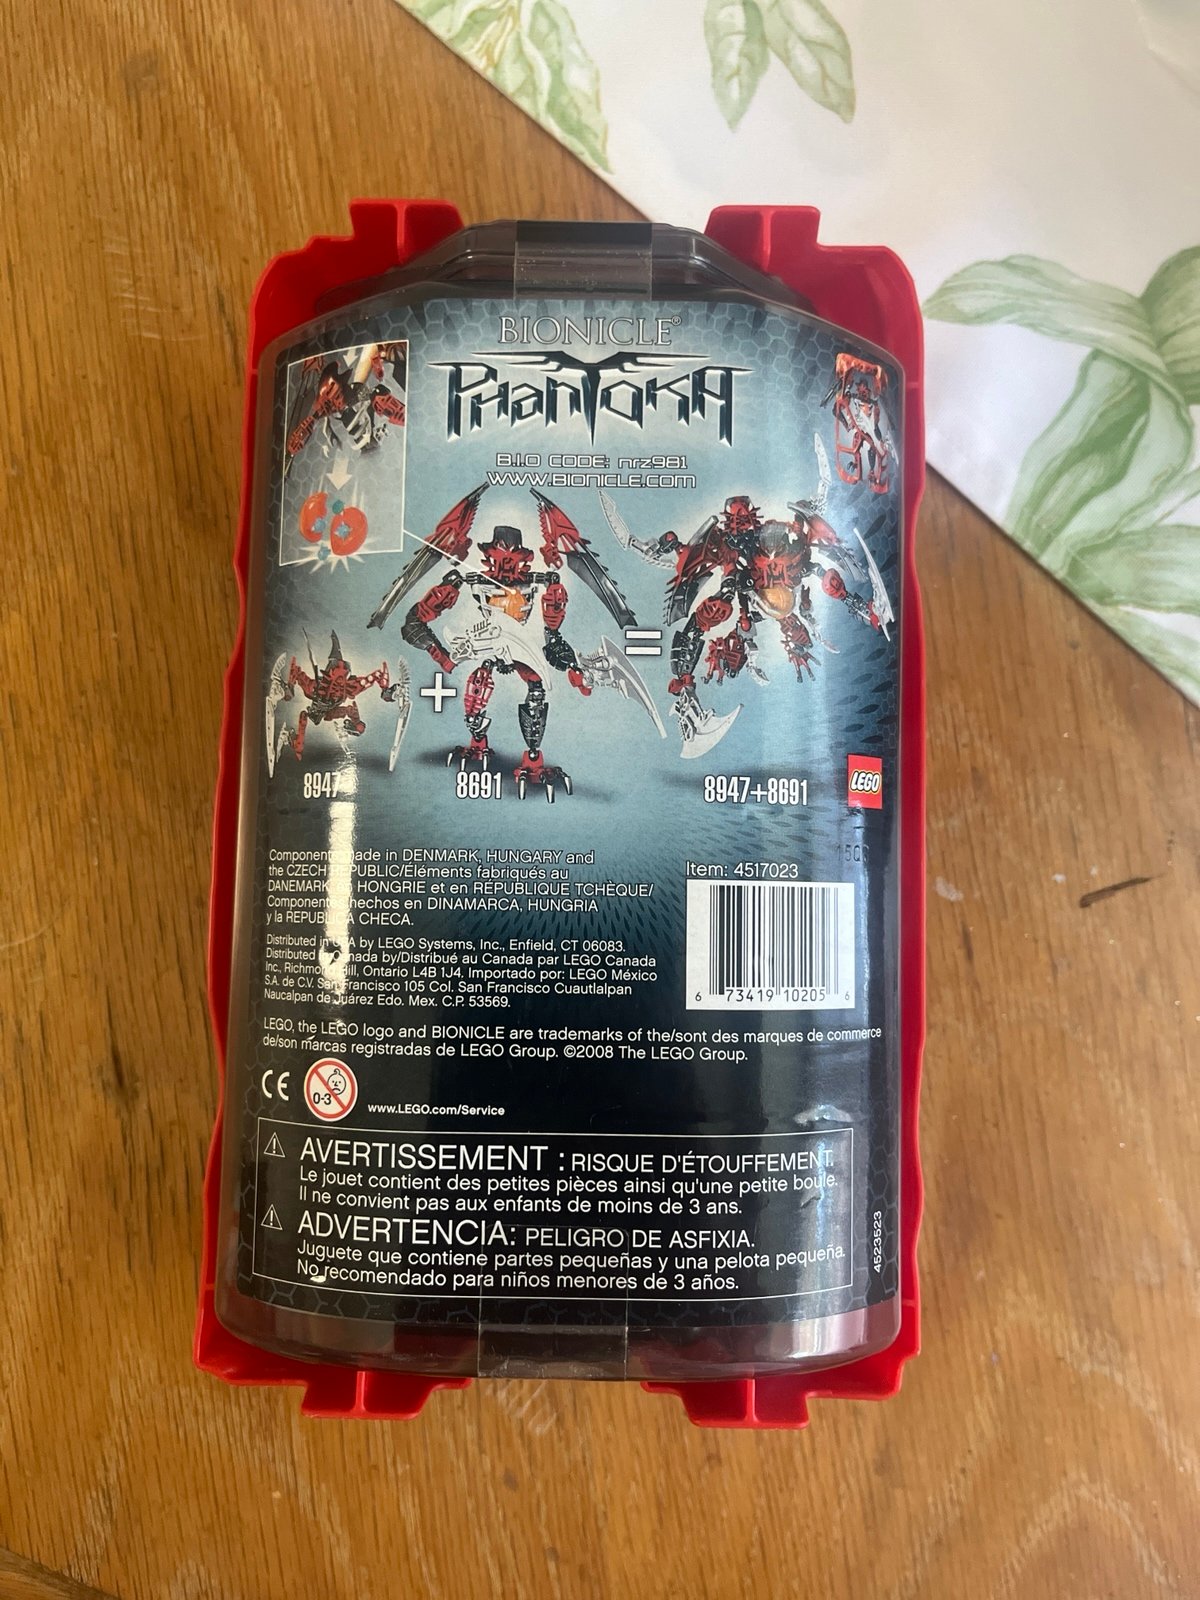 BIONICLE®
PHANTOKA
B.I.O CODE: nrz981
WWW.BIONICLE.COM
+
=
8947
8691
8947+8691
LEGO
Components made in DENMARK, HUNGARY and
the CZECH REPUBLIC/Éléments fabriqués au
DANEMARK, en HONGRIE et en RÉPUBLIQUE TCHÈQUE/
Componentes hechos en DINAMARCA, HUNGRIA
y la REPUBLICA CHECA.
Item: 4517023
6 73419 10205 6
Distributed in USA by LEGO Systems, Inc., Enfield, CT 06083.
Distributed in Canada by/Distribué au Canada par LEGO Canada
Inc., Richmond Hill, Ontario L4B 1J4. Importado por: LEGO México
S.A. de C.V. San Francisco 105 Col. San Francisco Cuautlalpan
Naucalpan de Juárez Edo. Mex. C.P. 53569.
LEGO, the LEGO logo and BIONICLE are trademarks of the/sont des marques de commerce
de/son marcas registradas de LEGO Group. ©2008 The LEGO Group.
CE
0-3
www.LEGO.com/Service
AVERTISSEMENT : RISQUE D'ÉTOUFFEMENT.
Le jouet contient des petites pièces ainsi qu'une petite boule.
Il ne convient pas aux enfants de moins de 3 ans.
ADVERTENCIA: PELIGRO DE ASFIXIA.
Juguete que contiene partes pequeñas y una pelota pequeña.
No recomendado para niños menores de 3 años.
4523523